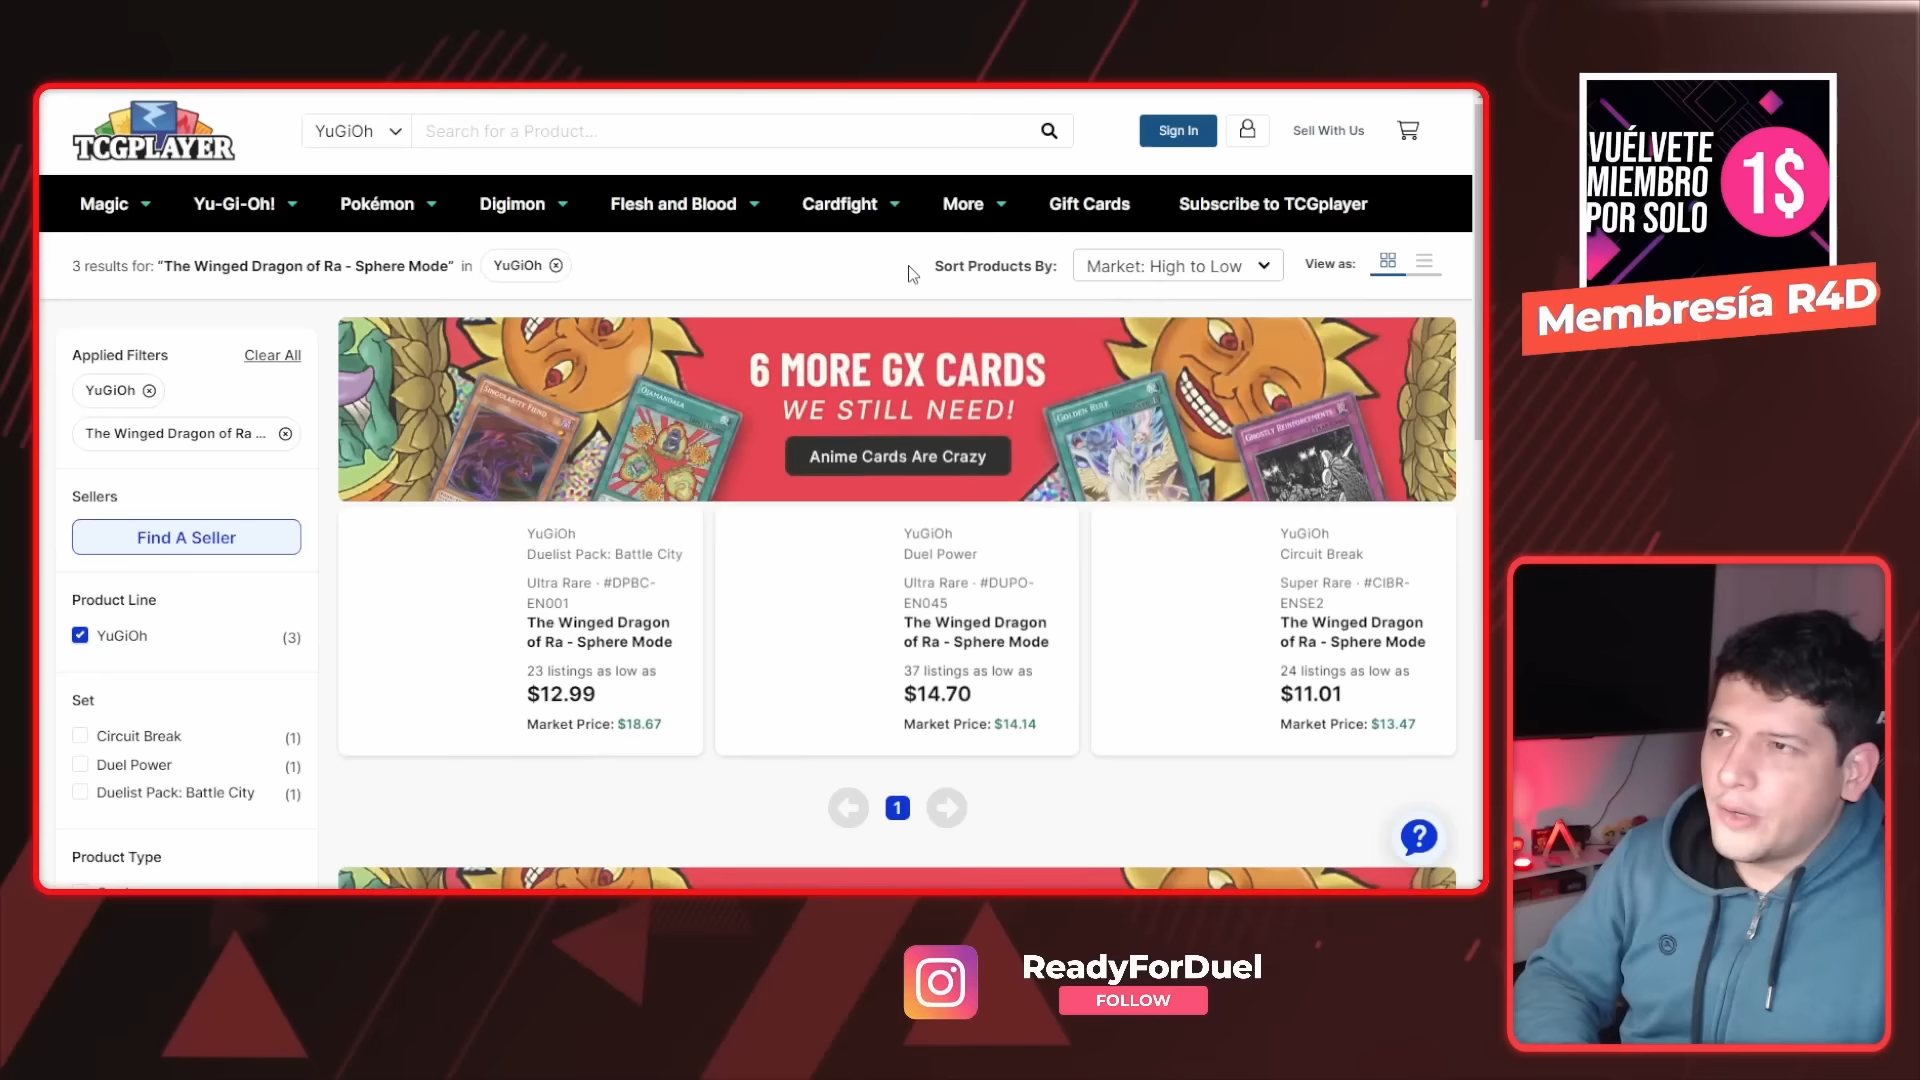 TCGPLAYER
YuGiOh
Search for a Product...
Sign In
Sell With Us
Magic
Yu-Gi-Oh!
Pokémon
Digimon
Flesh and Blood
Cardfight
More
Gift Cards
Subscribe to TCGplayer
3 results for: “The Winged Dragon of Ra - Sphere Mode” in YuGiOh
Sort Products By:
Market: High to Low
View as:
Applied Filters
Clear All
YuGiOh
The Winged Dragon of Ra ...
Sellers
Find A Seller
Product Line
YuGiOh
(3)
Set
Circuit Break
(1)
Duel Power
(1)
Duelist Pack: Battle City
(1)
Product Type
SINGULARITY FIEND
OJAMANDALA
6 MORE GX CARDS
WE STILL NEED!
Anime Cards Are Crazy
GOLDEN RULE
GHOSTLY REINFORCEMENTS
YuGiOh
Duelist Pack: Battle City
Ultra Rare · #DPBC-
EN001
The Winged Dragon
of Ra - Sphere Mode
23 listings as low as
$12.99
Market Price: $18.67
YuGiOh
Duel Power
Ultra Rare · #DUPO-
EN045
The Winged Dragon
of Ra - Sphere Mode
37 listings as low as
$14.70
Market Price: $14.14
YuGiOh
Circuit Break
Super Rare · #CIBR-
ENSE2
The Winged Dragon
of Ra - Sphere Mode
24 listings as low as
$11.01
Market Price: $13.47
1
?
VUÉLVETE
MIEMBRO
POR SOLO
1$
Membresía R4D
ReadyForDuel
FOLLOW